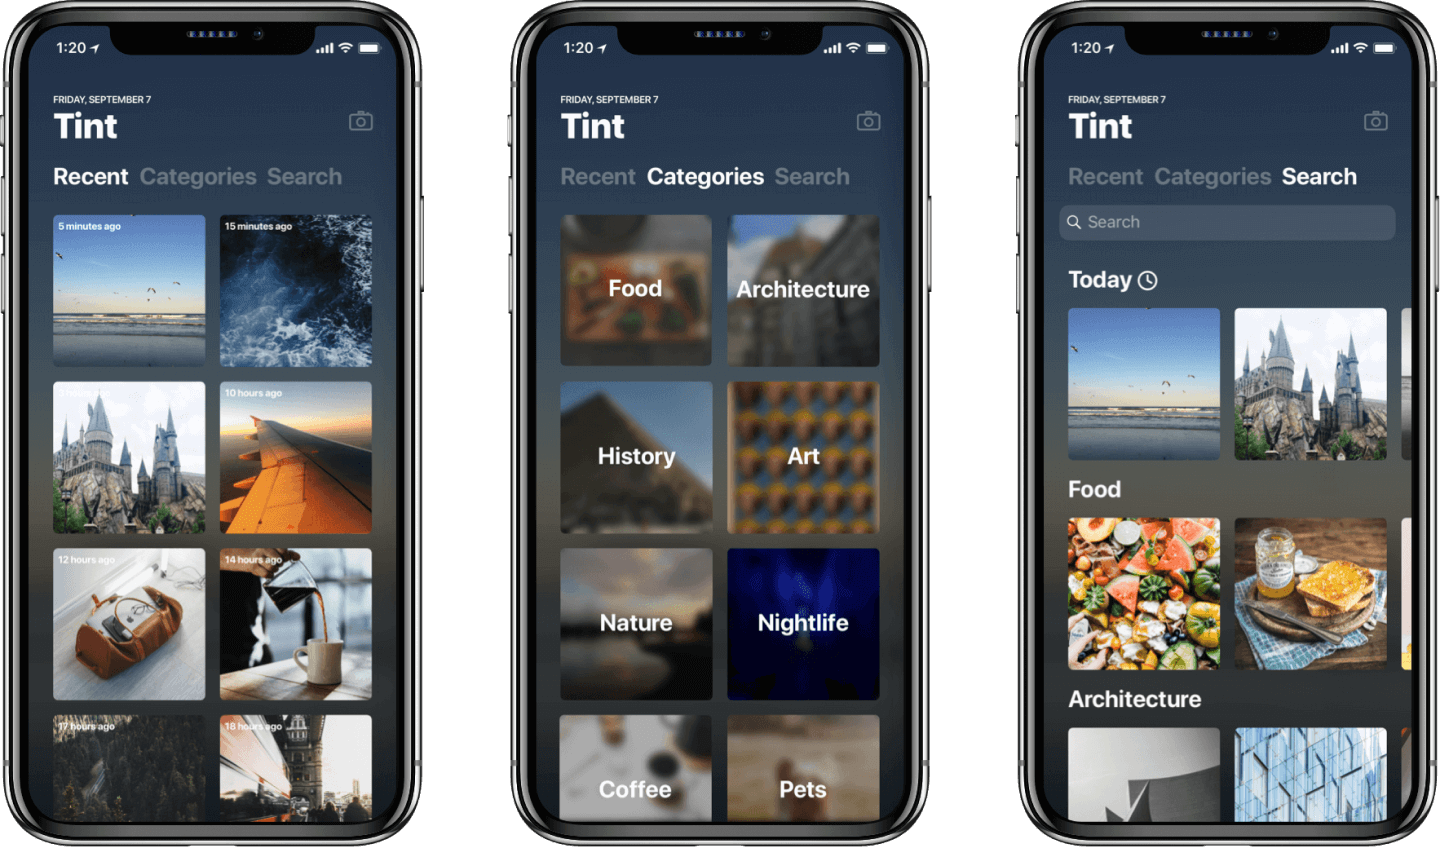 1:20
FRIDAY, SEPTEMBER 7
Tint
Recent Categories Search
5 minutes ago
15 minutes ago
10 hours ago
12 hours ago
14 hours ago
17 hours ago
18 hours ago
1:20
FRIDAY, SEPTEMBER 7
Tint
Recent Categories Search
Food
Architecture
History
Art
Nature
Nightlife
Coffee
Pets
1:20
FRIDAY, SEPTEMBER 7
Tint
Recent Categories Search
Search
Today
Food
Architecture